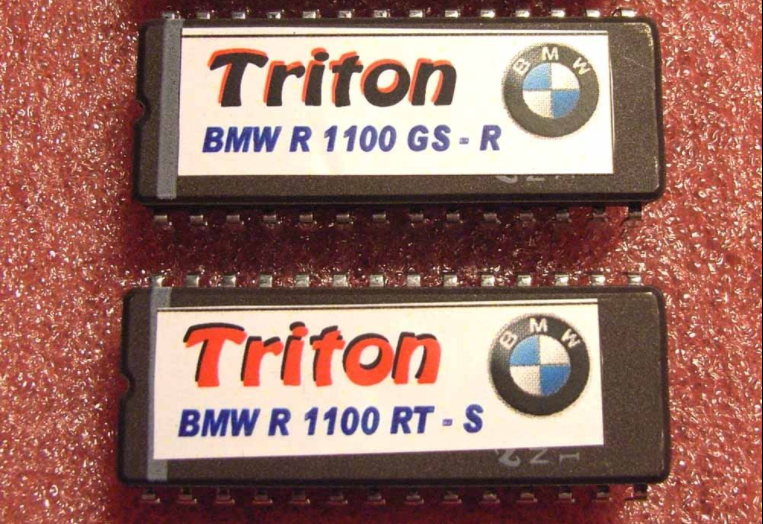 Triton
BMW
BMW R 1100 GS - R
Triton
BMW
BMW R 1100 RT - S